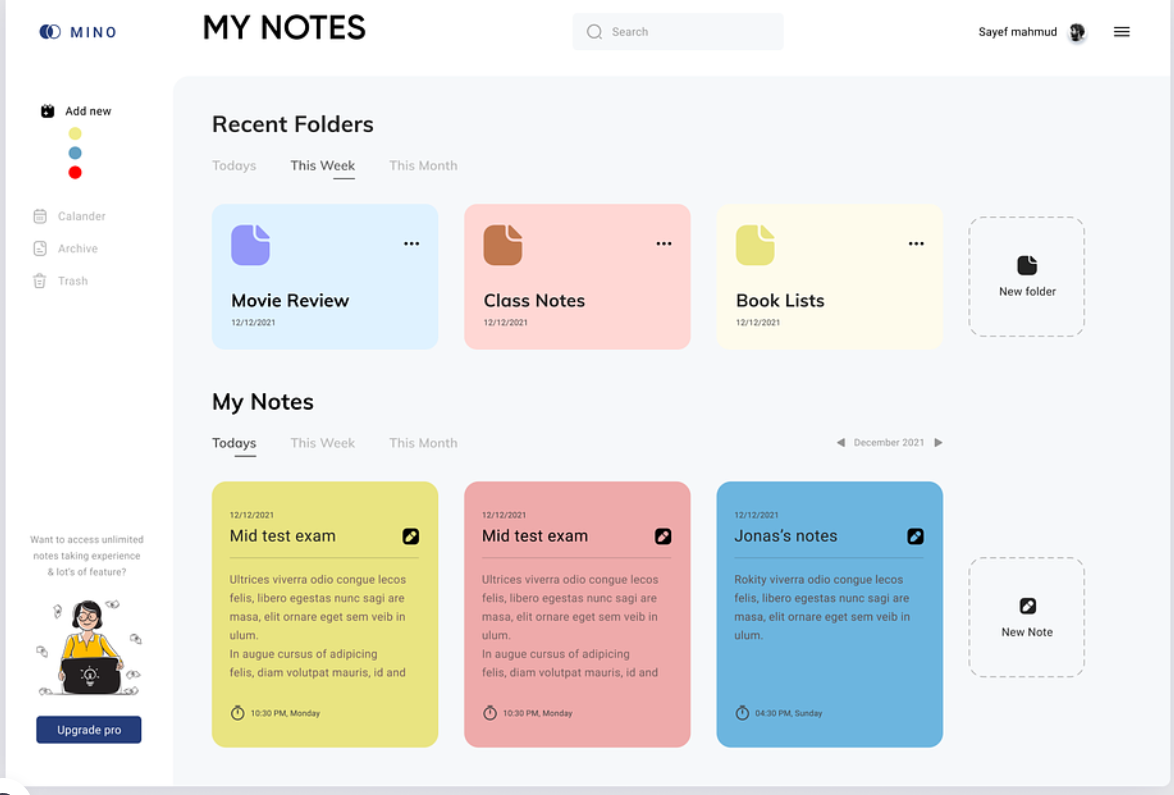 MINO
MY NOTES
Search
Sayef mahmud
Add new
Calander
Archive
Trash
Want to access unlimited
notes taking experience
& lot's of feature?
Upgrade pro
Recent Folders
Todays This Week This Month
Movie Review
12/12/2021
Class Notes
12/12/2021
Book Lists
12/12/2021
New folder
My Notes
Todays This Week This Month
December 2021
12/12/2021
Mid test exam
Ultrices viverra odio congue lecos
felis, libero egestas nunc sagi are
masa, elit ornare eget sem veib in
ulum.
In augue cursus of adipicing
felis, diam volutpat mauris, id and
10:30 PM, Monday
12/12/2021
Mid test exam
Ultrices viverra odio congue lecos
felis, libero egestas nunc sagi are
masa, elit ornare eget sem veib in
ulum.
In augue cursus of adipicing
felis, diam volutpat mauris, id and
10:30 PM, Monday
12/12/2021
Jonas's notes
Rokity viverra odio congue lecos
felis, libero egestas nunc sagi are
masa, elit ornare eget sem veib in
ulum.
04:30 PM, Sunday
New Note